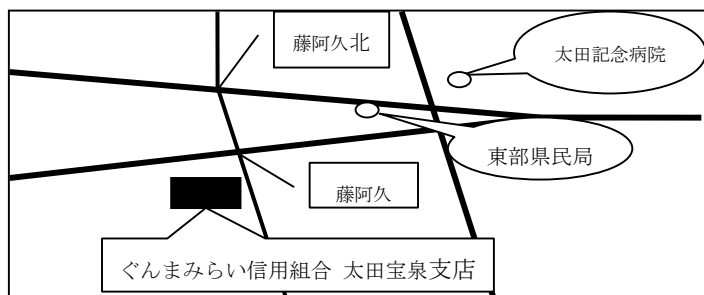 藤阿久北
太田記念病院
東部県民局
藤阿久
ぐんまみらい信用組合 太田宝泉支店